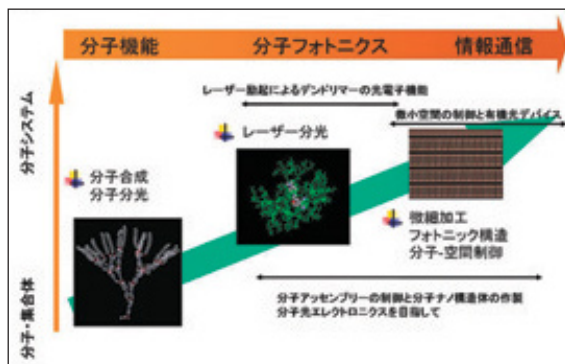 分子機能
分子フォトニクス
情報通信
レーザー励起によるデンドリマーの光電子機能
微小空間の制御と有機光デバイス
分子システム
レーザー分光
分子合成
分子分光
微細加工
フォトニック構造
分子-空間制御
分子・集合体
分子アッセンブリーの制御と分子ナノ構造体の作製
分子光エレクトロニクスを目指して